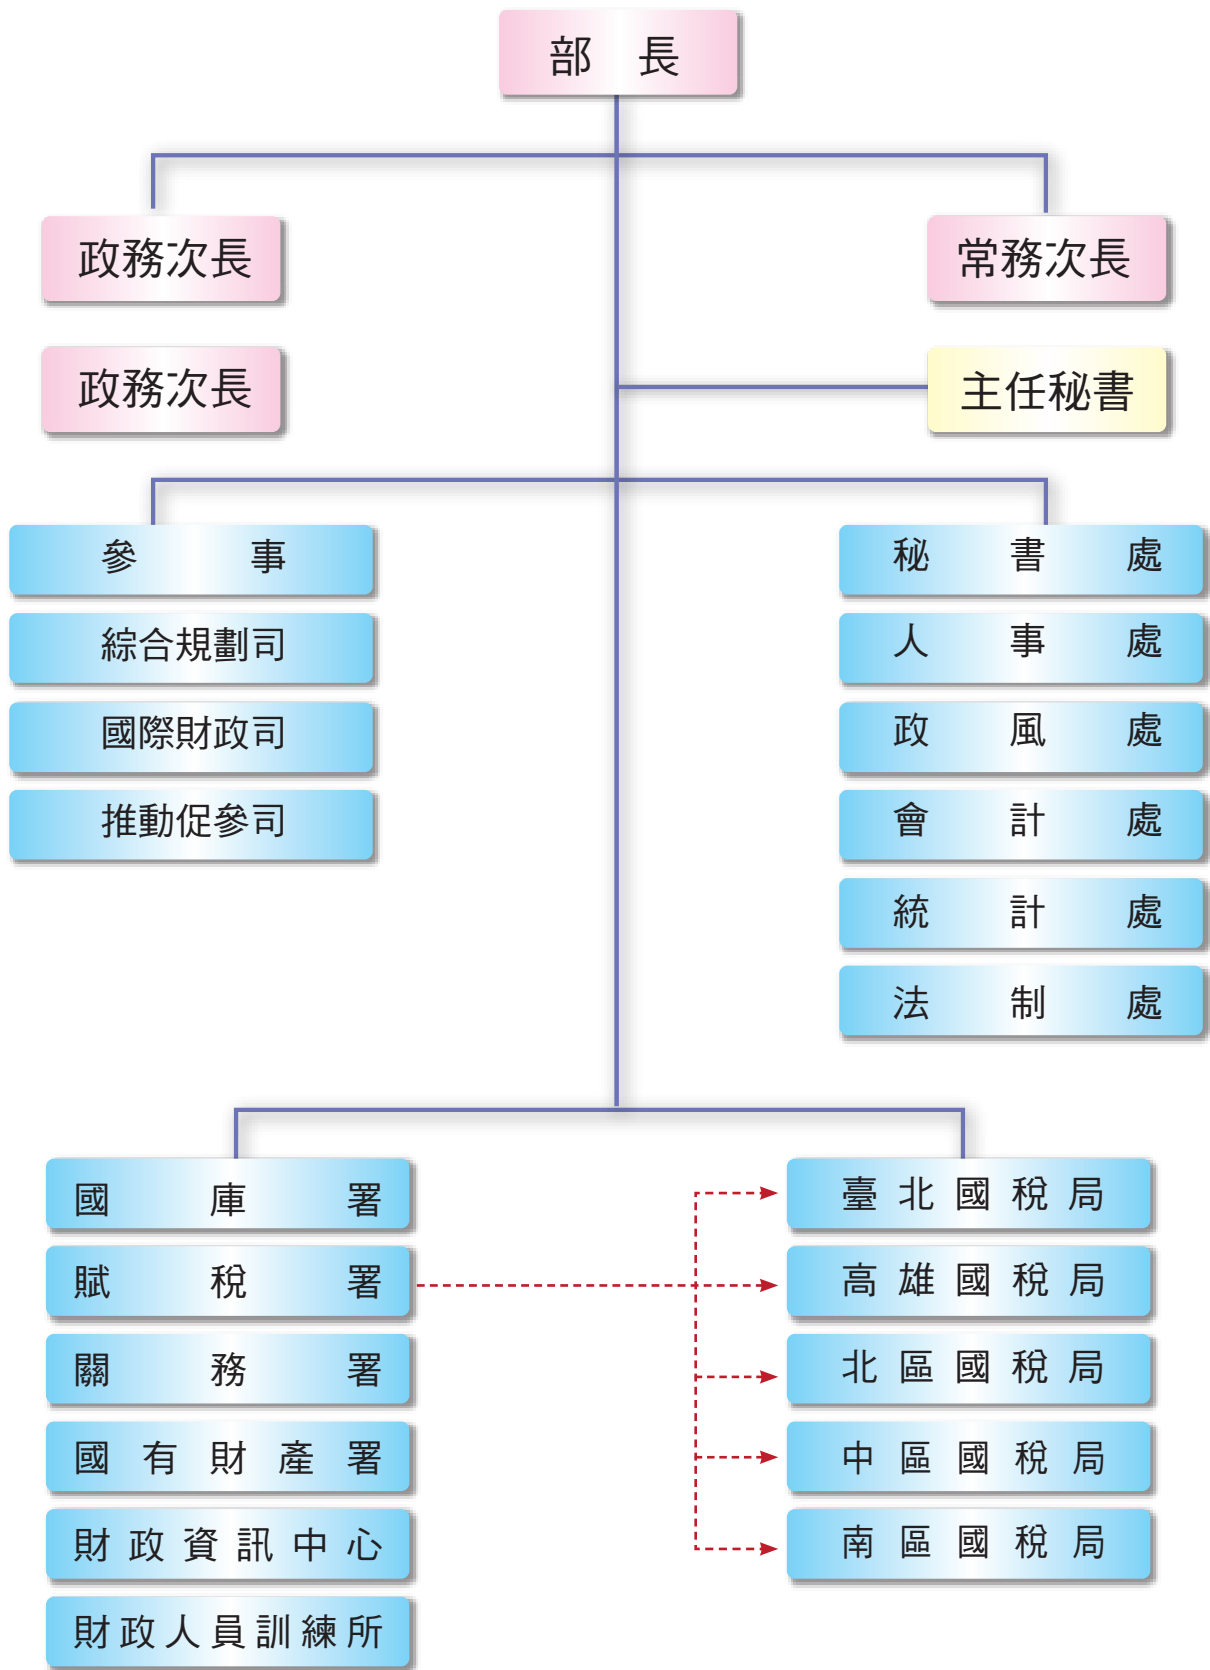 部長
政務次長
常務次長
政務次長
主任秘書
參事
綜合規劃司
國際財政司
推動促參司
秘書處
人事處
政風處
會計處
統計處
法制處
國庫署
賦稅署
關務署
國有財產署
財政資訊中心
財政人員訓練所
臺北國稅局
高雄國稅局
北區國稅局
中區國稅局
南區國稅局